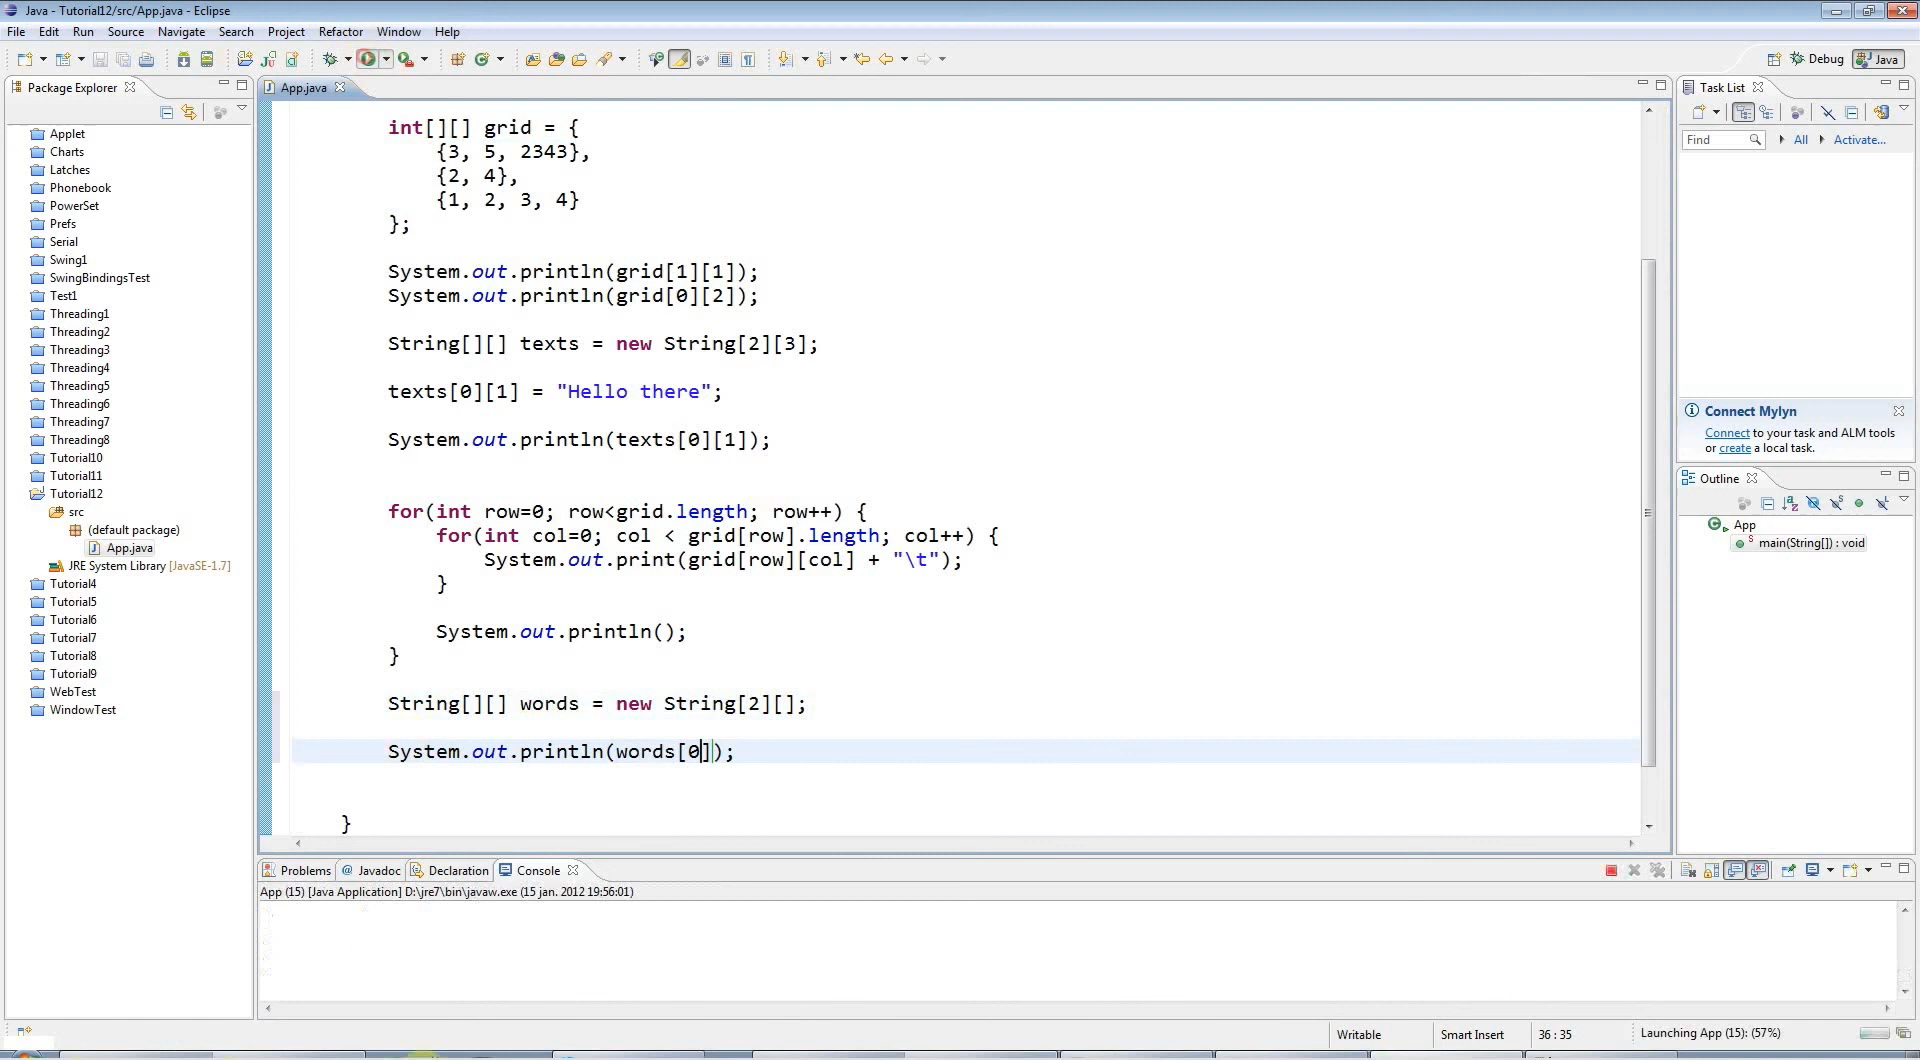 Java - Tutorial12/src/App.java - Eclipse
File Edit Run Source Navigate Search Project Refactor Window Help
Debug Java
Package Explorer
Applet
Charts
Latches
Phonebook
PowerSet
Prefs
Serial
Swing1
SwingBindingsTest
Test1
Threading1
Threading2
Threading3
Threading4
Threading5
Threading6
Threading7
Threading8
Tutorial10
Tutorial11
Tutorial12
src
(default package)
App.java
JRE System Library [JavaSE-1.7]
Tutorial4
Tutorial5
Tutorial6
Tutorial7
Tutorial8
Tutorial9
WebTest
WindowTest
App.java
int[][] grid = {
{3, 5, 2343},
{2, 4},
{1, 2, 3, 4}
};
System.out.println(grid[1][1]);
System.out.println(grid[0][2]);
String[][] texts = new String[2][3];
texts[0][1] = "Hello there";
System.out.println(texts[0][1]);
for(int row=0; row<grid.length; row++) {
for(int col=0; col < grid[row].length; col++) {
System.out.print(grid[row][col] + "\t");
}
System.out.println();
}
String[][] words = new String[2][];
System.out.println(words[0]);
}
Task List
Find All Activate...
Connect Mylyn
Connect to your task and ALM tools
or create a local task.
Outline
App
main(String[]) : void
Problems @ Javadoc Declaration Console
App (15) [Java Application] D:\jre7\bin\javaw.exe (15 jan. 2012 19:56:01)
Writable Smart Insert 36 : 35 Launching App (15): (57%)